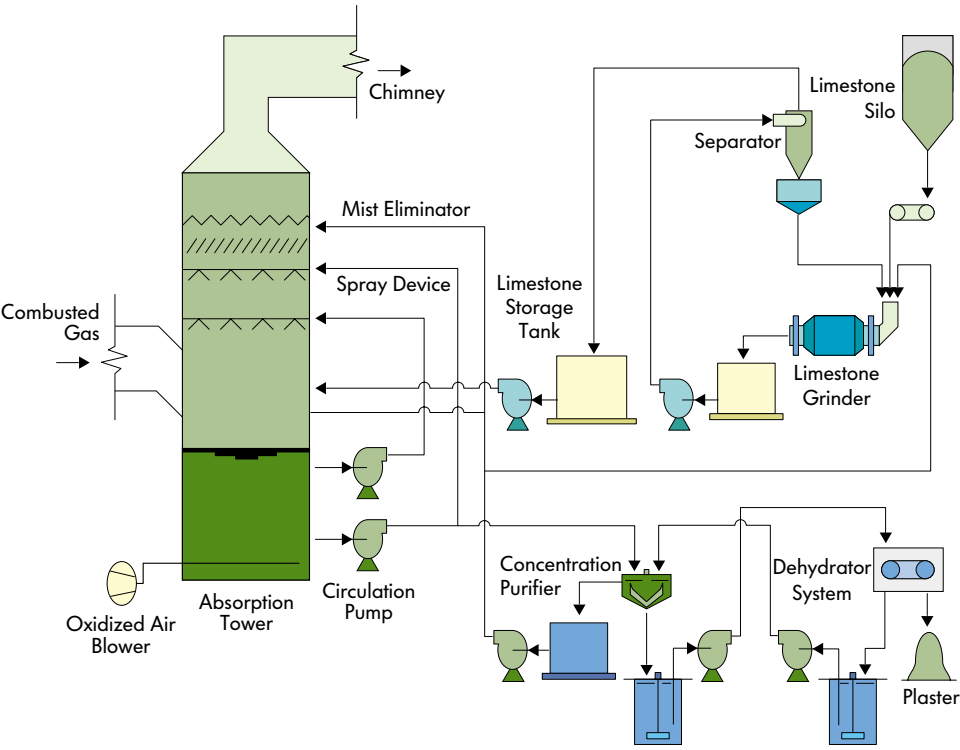 Chimney
Limestone
Silo
Separator
Mist Eliminator
Spray Device
Limestone
Storage
Tank
Combusted
Gas
Limestone
Grinder
Concentration
Purifier
Dehydrator
System
Circulation
Pump
Absorption
Tower
Oxidized Air
Blower
Plaster